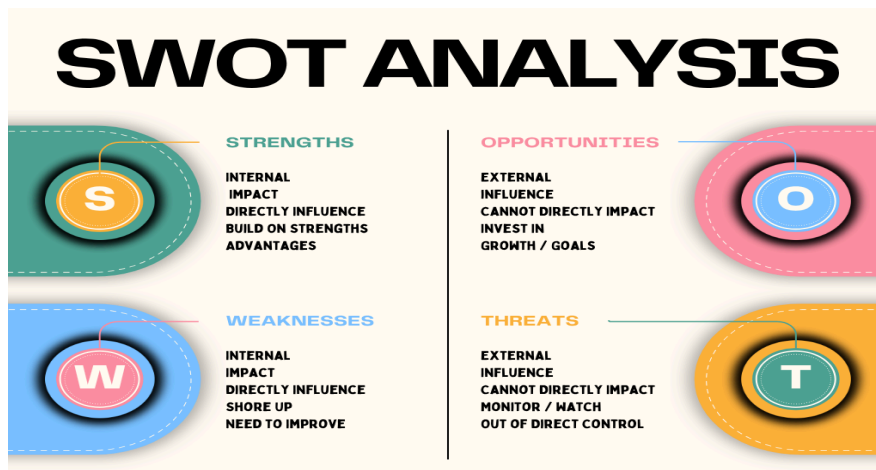 SWOT ANALYSIS
S
STRENGTHS
INTERNAL
IMPACT
DIRECTLY INFLUENCE
BUILD ON STRENGTHS
ADVANTAGES
OPPORTUNITIES
EXTERNAL
INFLUENCE
CANNOT DIRECTLY IMPACT
INVEST IN
GROWTH / GOALS
O
W
WEAKNESSES
INTERNAL
IMPACT
DIRECTLY INFLUENCE
SHORE UP
NEED TO IMPROVE
THREATS
EXTERNAL
INFLUENCE
CANNOT DIRECTLY IMPACT
MONITOR / WATCH
OUT OF DIRECT CONTROL
T